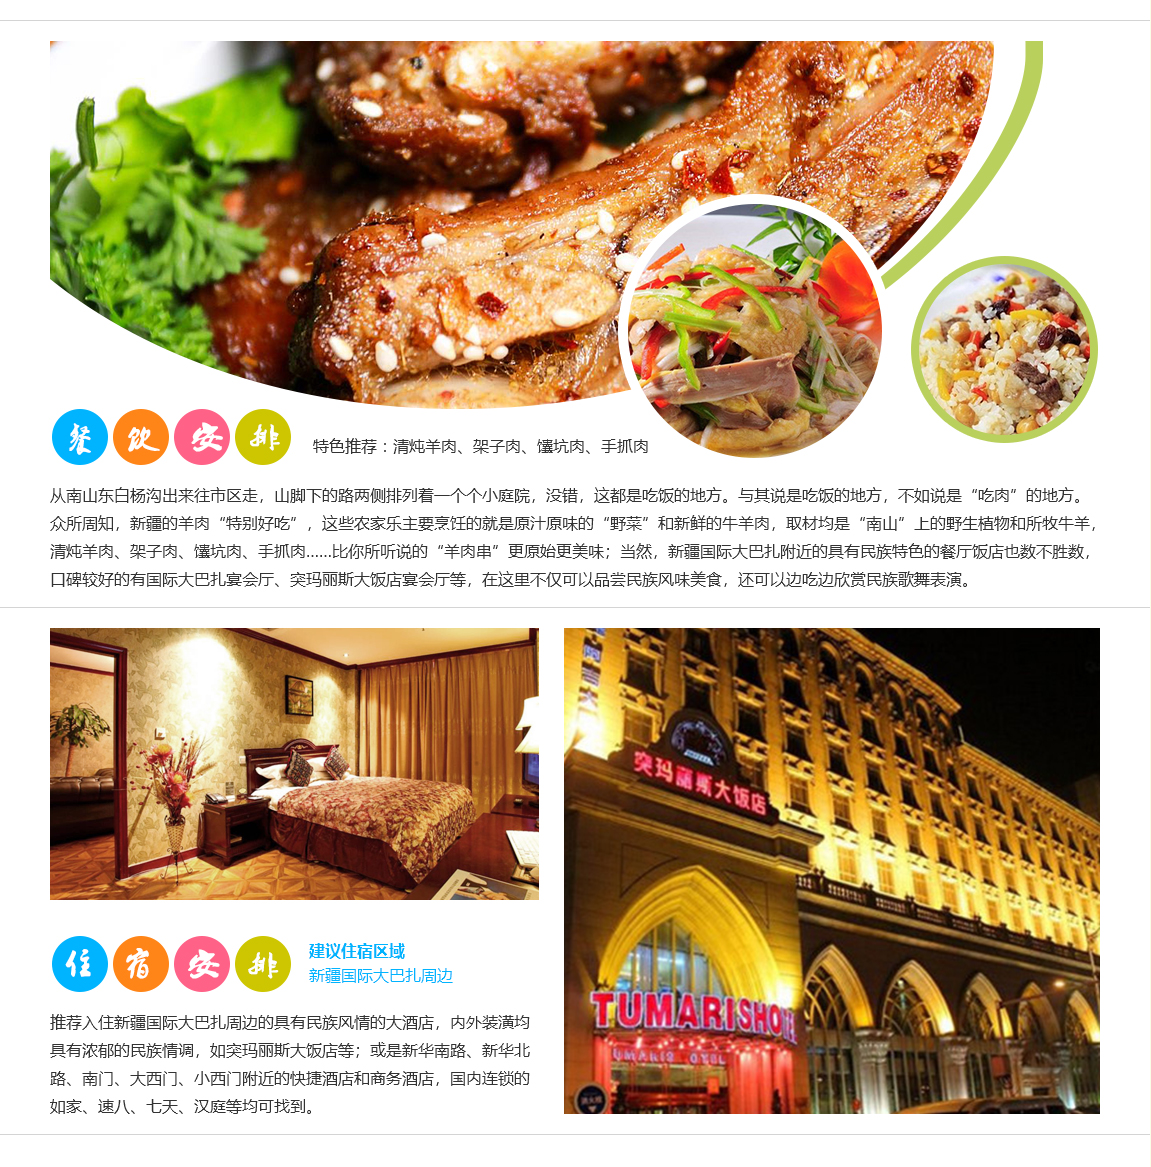 餐饮安排
特色推荐：清炖羊肉、架子肉、馕坑肉、手抓肉
从南山东白杨沟出来往市区走，山脚下的路两侧排列着一个个小庭院，没错，这都是吃饭的地方。与其说是吃饭的地方，不如说是“吃肉”的地方。
众所周知，新疆的羊肉“特别好吃”，这些农家乐主要烹饪的就是原汁原味的“野菜”和新鲜的牛羊肉，取材均是“南山”上的野生植物和所牧牛羊，
清炖羊肉、架子肉、馕坑肉、手抓肉......比你所听说的“羊肉串”更原始更美味；当然，新疆国际大巴扎附近的具有民族特色的餐厅饭店也数不胜数，
口碑较好的有国际大巴扎宴会厅、突玛丽斯大饭店宴会厅等，在这里不仅可以品尝民族风味美食，还可以边吃边欣赏民族歌舞表演。
突玛丽斯大饭店
TUMARIS HOTEL
住宿安排
建议住宿区域
新疆国际大巴扎周边
推荐入住新疆国际大巴扎周边的具有民族风情的大酒店，内外装潢均
具有浓郁的民族情调，如突玛丽斯大饭店等；或是新华南路、新华北
路、南门、大西门、小西门附近的快捷酒店和商务酒店，国内连锁的
如家、速八、七天、汉庭等均可找到。